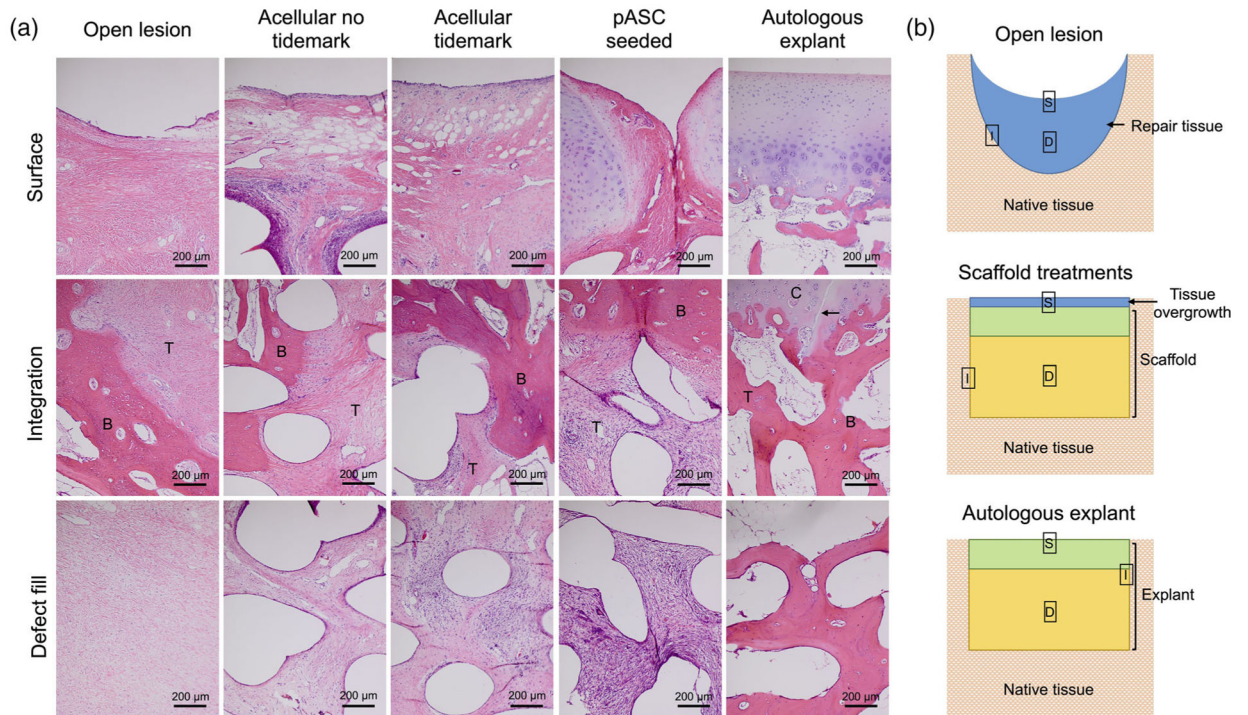 (a)
Open lesion
Acellular no
tidemark
Acellular
tidemark
pASC
seeded
Autologous
explant
Surface
200 µm
200 µm
200 µm
200 µm
200 µm
Integration
T
B
200 µm
B
T
200 µm
B
T
200 µm
B
T
200 µm
C
T
B
200 µm
Defect fill
200 µm
200 µm
200 µm
200 µm
200 µm
(b)
Open lesion
S
I
D
Repair tissue
Native tissue
Scaffold treatments
S
Tissue
overgrowth
I
D
Scaffold
Native tissue
Autologous explant
S
I
D
Explant
Native tissue